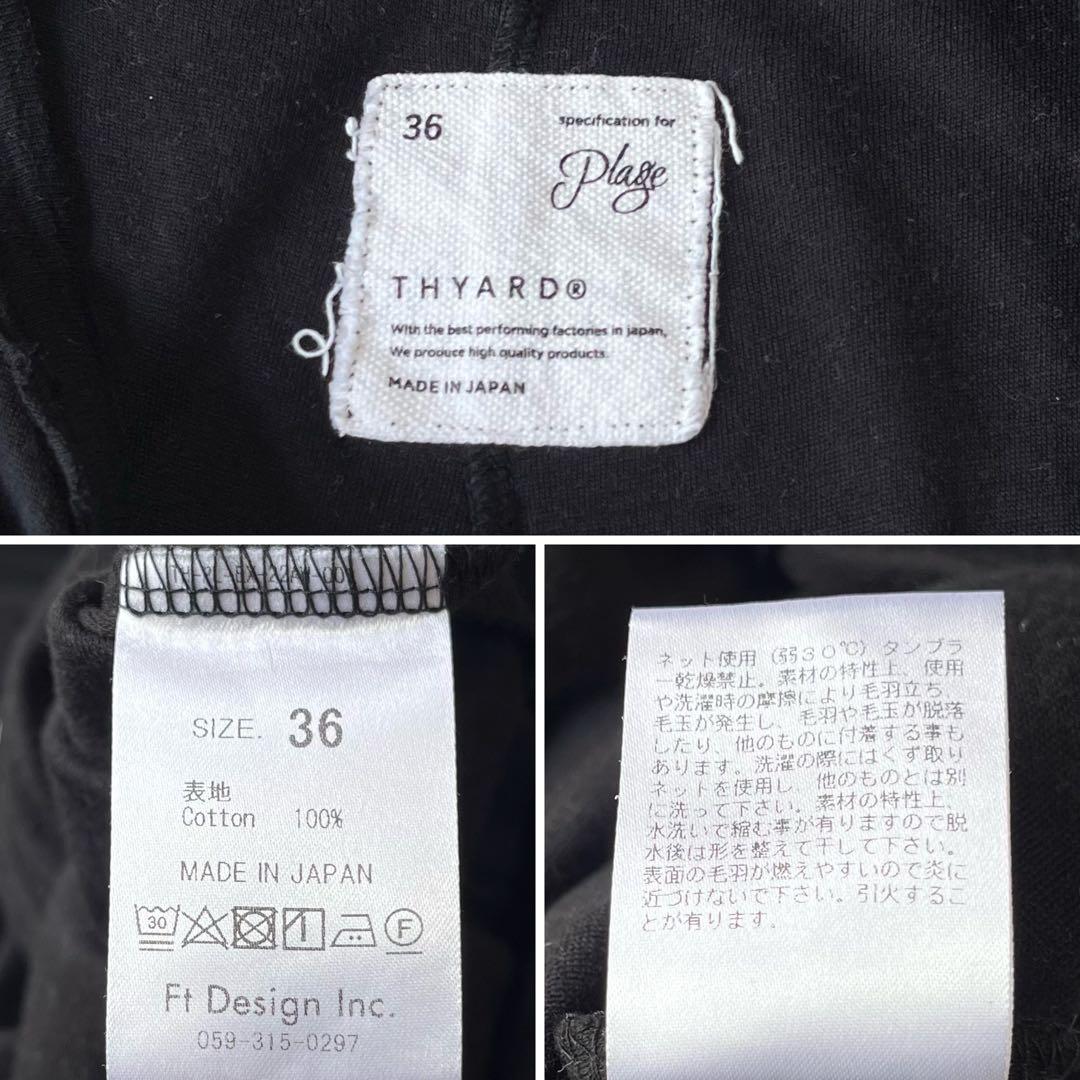 36
specification for
Plage
THYARD®
With the best performing factories in japan,
We produce high quality products.
MADE IN JAPAN
SIZE. 36
表地
Cotton 100%
MADE IN JAPAN
30
F
Ft Design Inc.
059-315-0297
ネット使用(弱30℃)タンブラ
ー乾燥禁止。素材の特性上、使用
や洗濯時の摩擦により毛羽立ち、
毛玉が発生し、毛羽や毛玉が脱落
したり、他のものに付着する事も
あります。洗濯の際にはくず取り
ネットを使用し、他のものとは別
に洗って下さい。素材の特性上、
水洗いで縮む事が有りますので脱
水後は形を整えて干して下さい。
表面の毛羽が燃えやすいので炎に
近づけないで下さい。引火するこ
とが有ります。